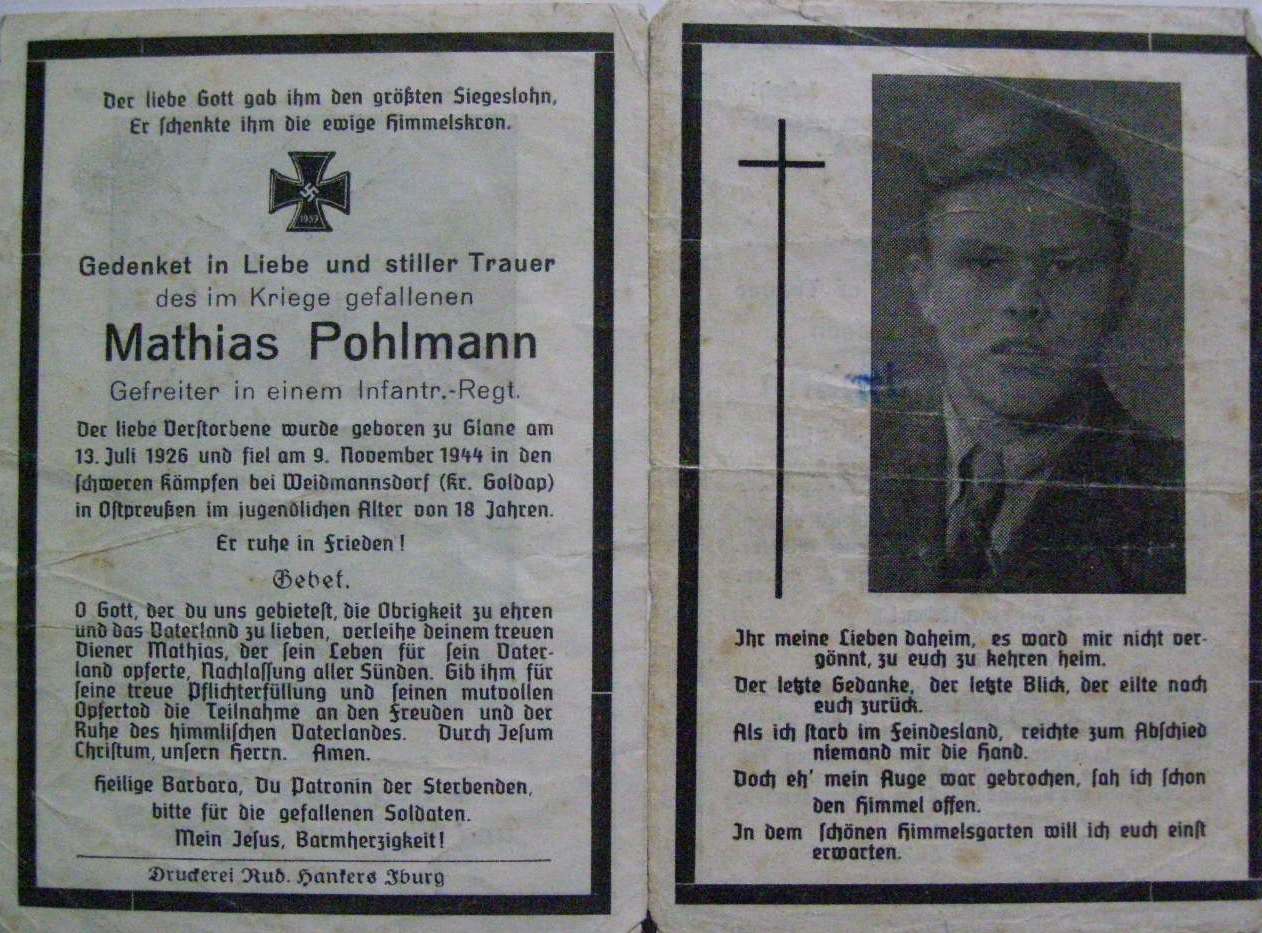 Der liebe Gott gab ihm den größten Siegeslohn,
Er schenkte ihm die ewige Himmelskron.
1939
Gedenket in Liebe und stiller Trauer
des im Kriege gefallenen
Mathias Pohlmann
Gefreiter in einem Infantr.-Regt.
Der liebe Verstorbene wurde geboren zu Glane am
13. Juli 1926 und fiel am 9. November 1944 in den
schweren Kämpfen bei Weidmannsdorf (Kr. Goldap)
in Ostpreußen im jugendlichen Alter von 18 Jahren.
Er ruhe in Frieden!
Gebet.
O Gott, der du uns gebietest, die Obrigkeit zu ehren
und das Vaterland zu lieben, verleihe deinem treuen
Diener Mathias, der sein Leben für sein Vater-
land opferte, Nachlassung aller Sünden. Gib ihm für
seine treue Pflichterfüllung und seinen mutvollen
Opfertod die Teilnahme an den Freuden und der
Ruhe des himmlischen Vaterlandes. Durch Jesum
Christum, unsern Herrn. Amen.
Heilige Barbara, Du Patronin der Sterbenden,
bitte für die gefallenen Soldaten.
Mein Jesus, Barmherzigkeit!
Druckerei Rud. Hankers Iburg
Ihr meine Lieben daheim, es ward mir nicht ver-
gönnt, zu euch zu kehren heim.
Der letzte Gedanke, der letzte Blick, der eilte nach
euch zurück.
Als ich starb im Feindesland, reichte zum Abschied
niemand mir die Hand.
Doch eh' mein Auge war gebrochen, sah ich schon
den Himmel offen.
In dem schönen Himmelsgarten will ich euch einst
erwarten.